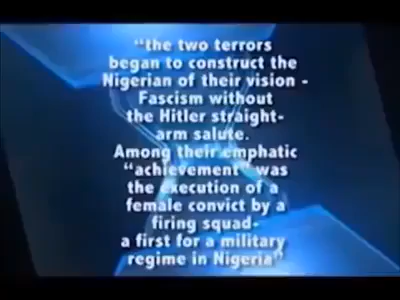 "the two terrors
began to construct the
Nigerian of their vision -
Fascism without
the Hitler straight-
arm salute.
Among their emphatic
"achievement" was
the execution of a
female convict by a
firing squad-
a first for a military
regime in Nigeria"